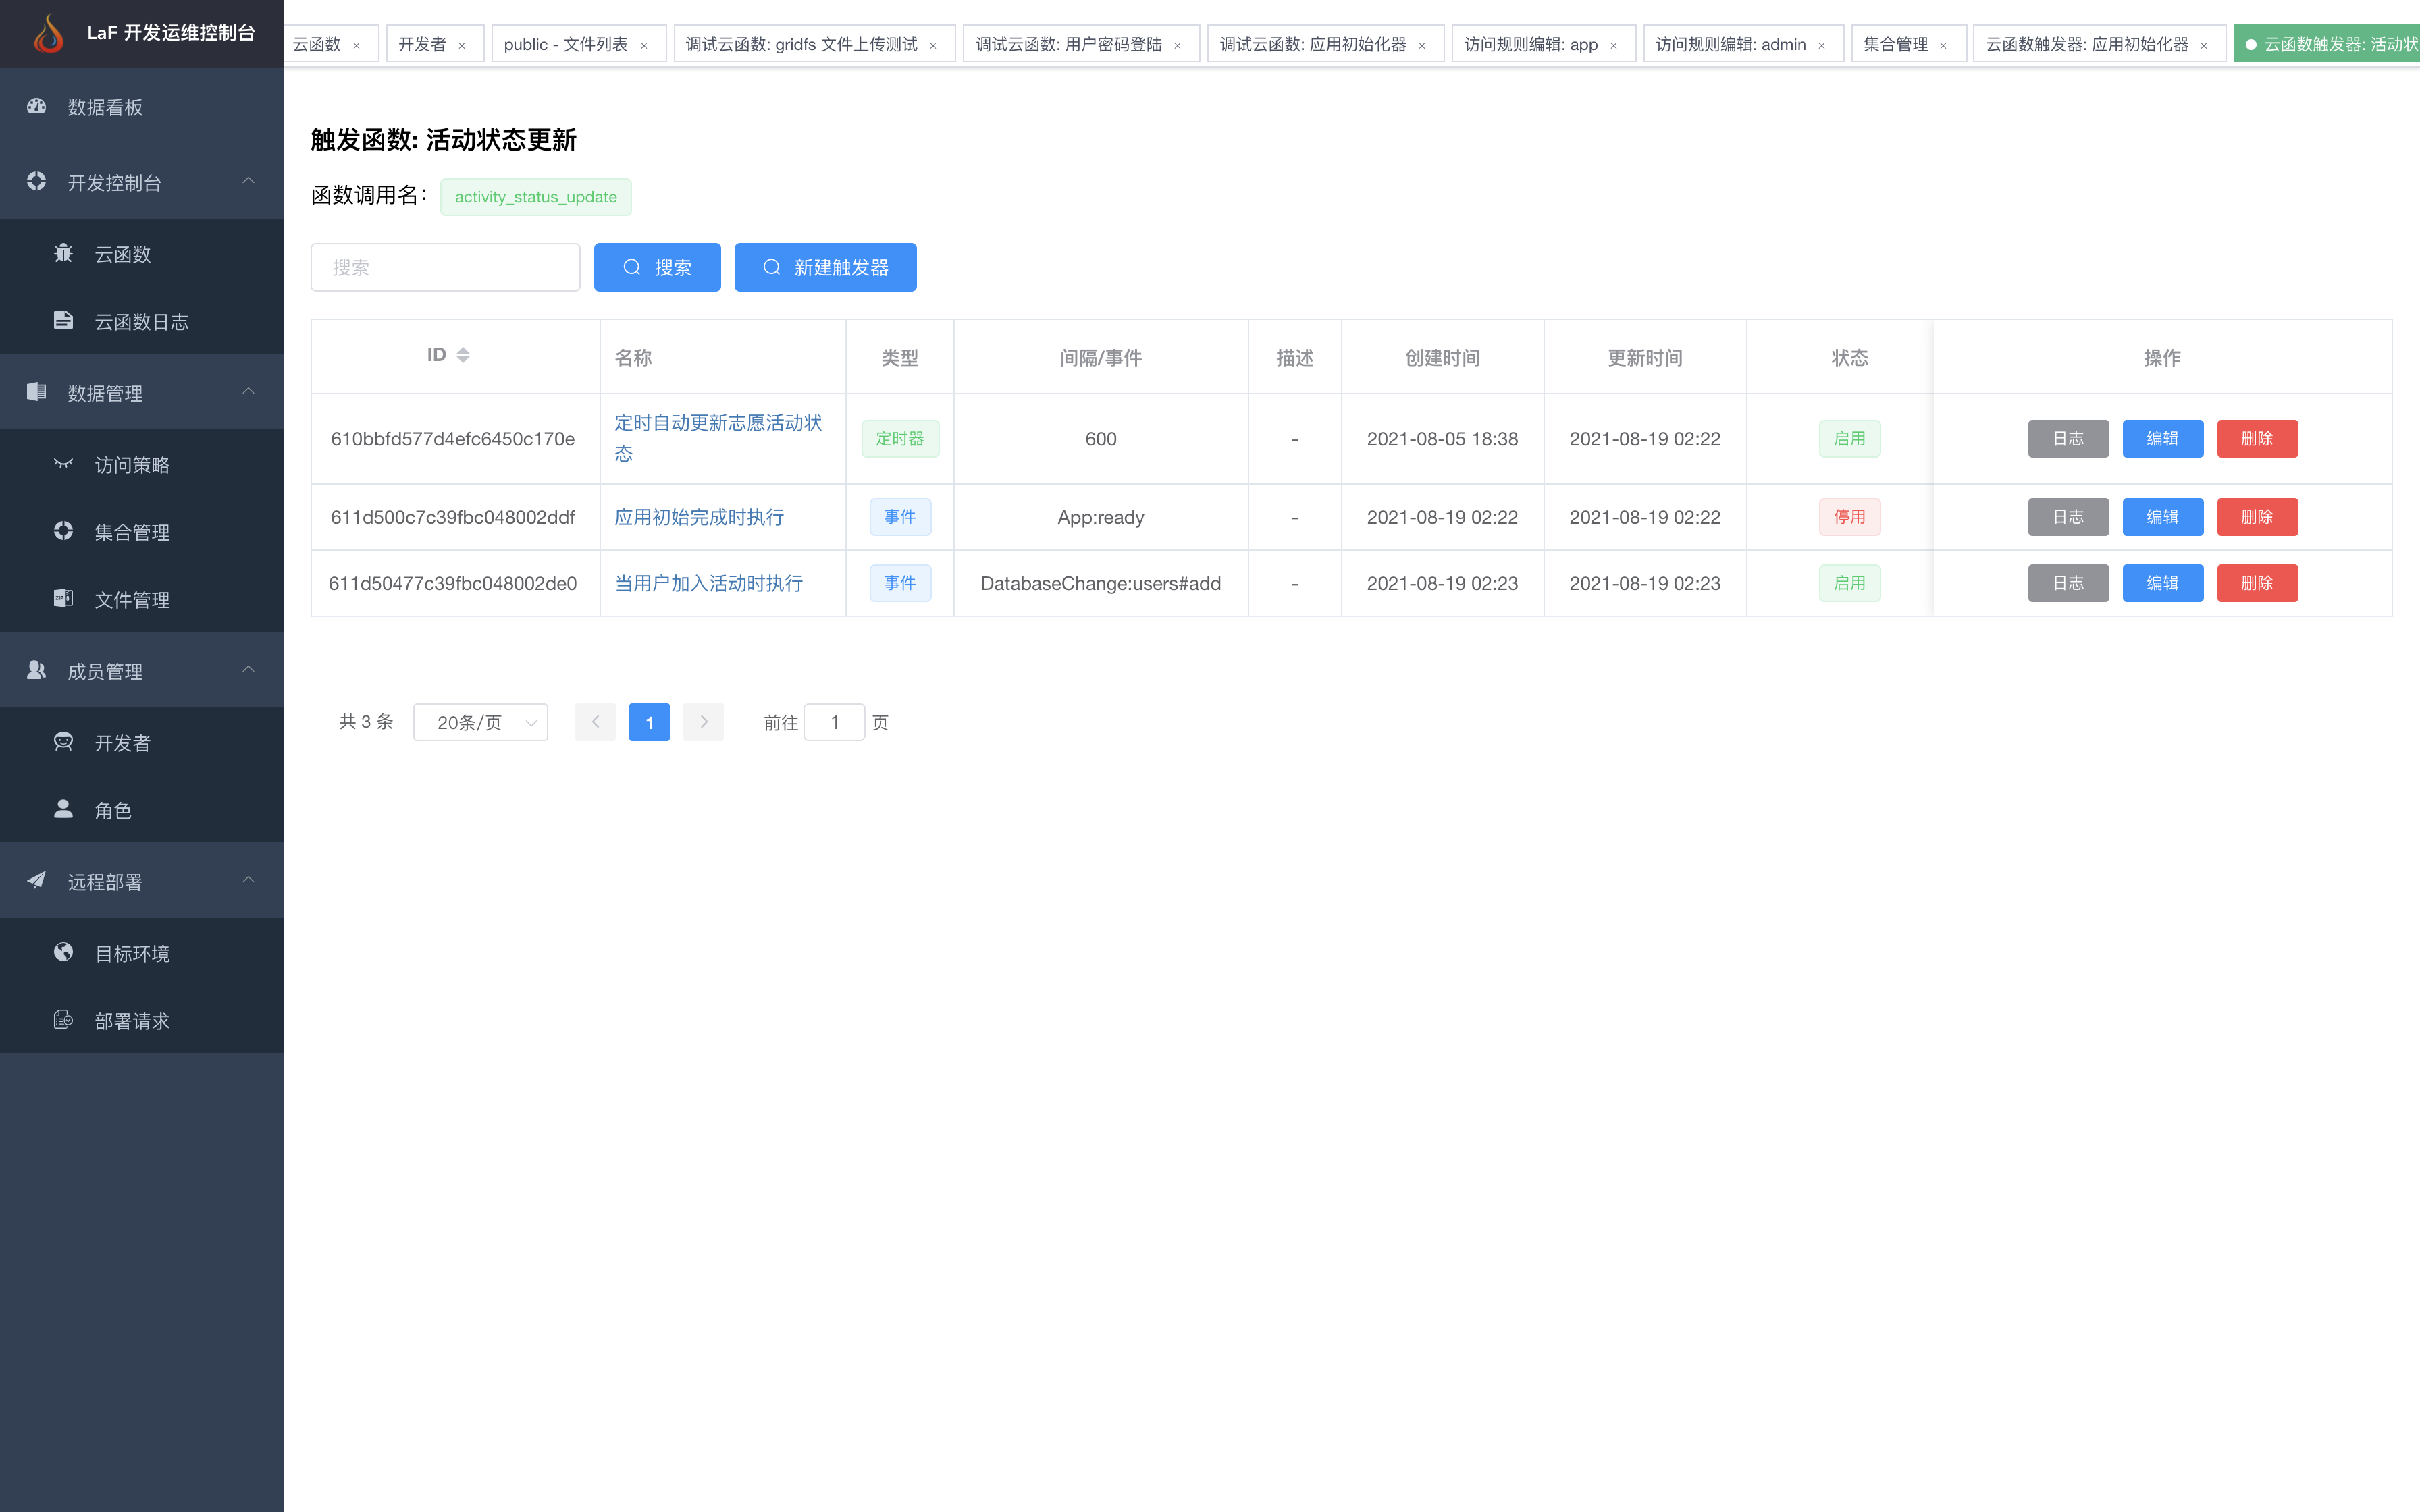 LaF 开发运维控制台
云函数 ×
开发者 ×
public - 文件列表 ×
调试云函数: gridfs 文件上传测试 ×
调试云函数: 用户密码登陆 ×
调试云函数: 应用初始化器 ×
访问规则编辑: app ×
访问规则编辑: admin ×
集合管理 ×
云函数触发器: 应用初始化器 ×
云函数触发器: 活动状
数据看板
开发控制台
云函数
云函数日志
数据管理
访问策略
集合管理
文件管理
成员管理
开发者
角色
远程部署
目标环境
部署请求
触发函数: 活动状态更新
函数调用名: activity_status_update
搜索 搜索 新建触发器
ID 名称 类型 间隔/事件 描述 创建时间 更新时间 状态 操作
610bbfd577d4efc6450c170e 定时自动更新志愿活动状态 定时器 600 - 2021-08-05 18:38 2021-08-19 02:22 启用 日志 编辑 删除
611d500c7c39fbc048002ddf 应用初始完成时执行 事件 App:ready - 2021-08-19 02:22 2021-08-19 02:22 停用 日志 编辑 删除
611d50477c39fbc048002de0 当用户加入活动时执行 事件 DatabaseChange:users#add - 2021-08-19 02:23 2021-08-19 02:23 启用 日志 编辑 删除
共 3 条 20条/页 1 前往 1 页